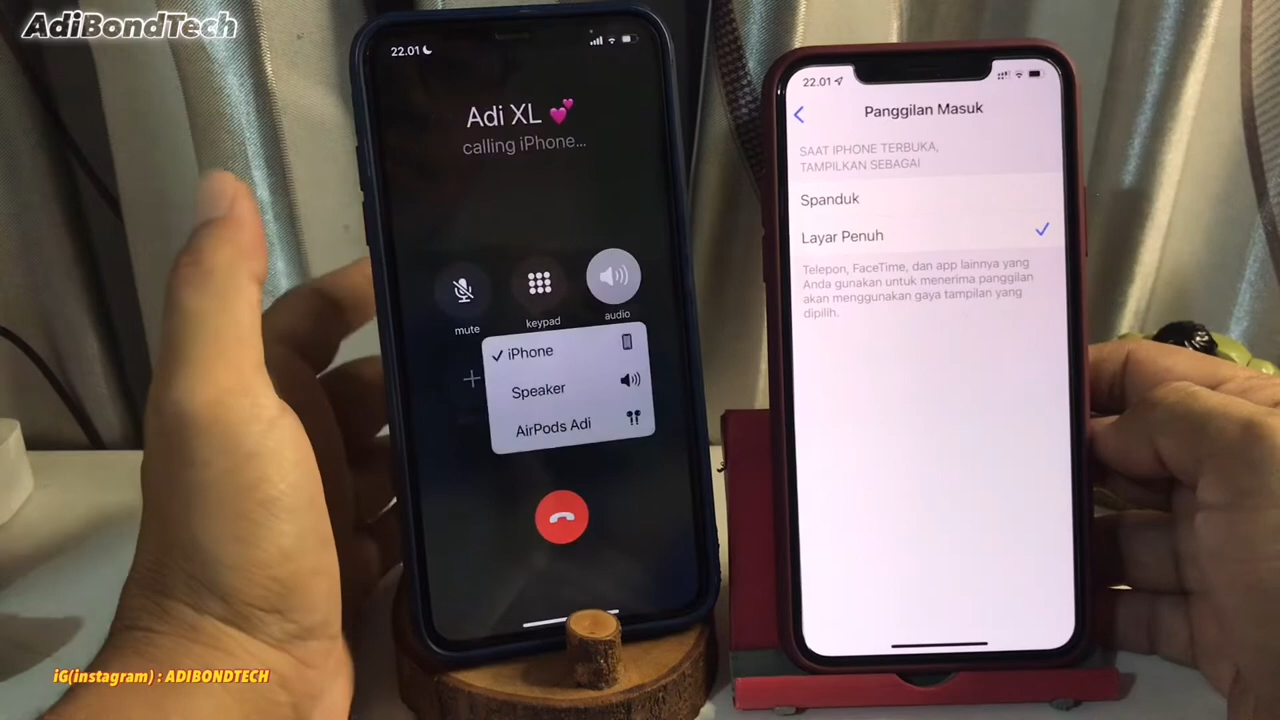 AdiBondTech
22.01
Adi XL 💕
calling iPhone...
mute
keypad
audio
iPhone
Speaker
AirPods Adi
22.01
Panggilan Masuk
SAAT IPHONE TERBUKA,
TAMPILKAN SEBAGAI
Spanduk
Layar Penuh
Telepon, FaceTime, dan app lainnya yang
Anda gunakan untuk menerima panggilan
akan menggunakan gaya tampilan yang
dipilih.
iG(instagram) : ADIBONDTECH